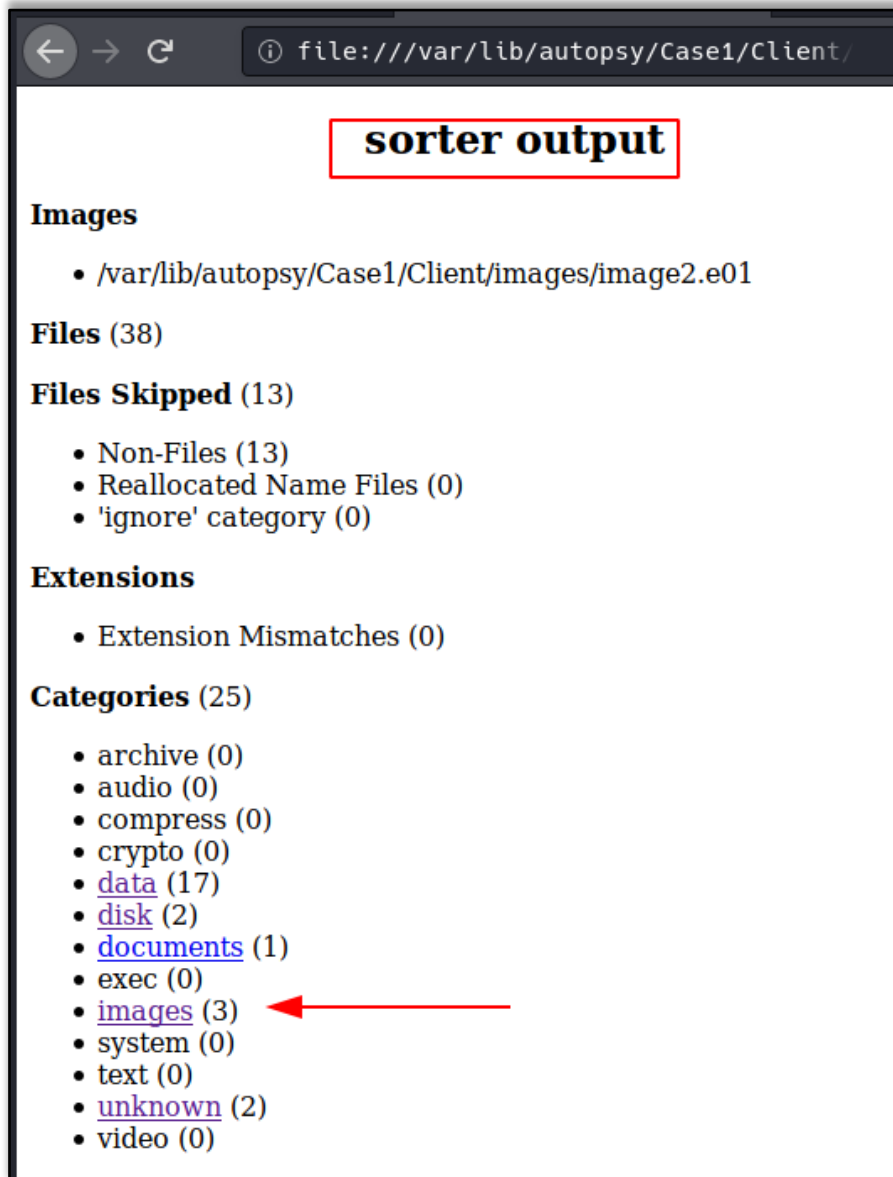 file:///var/lib/autopsy/Case1/Client/
sorter output
Images
• /var/lib/autopsy/Case1/Client/images/image2.e01
Files (38)
Files Skipped (13)
• Non-Files (13)
• Reallocated Name Files (0)
• 'ignore' category (0)
Extensions
• Extension Mismatches (0)
Categories (25)
• archive (0)
• audio (0)
• compress (0)
• crypto (0)
• data (17)
• disk (2)
• documents (1)
• exec (0)
• images (3)
• system (0)
• text (0)
• unknown (2)
• video (0)